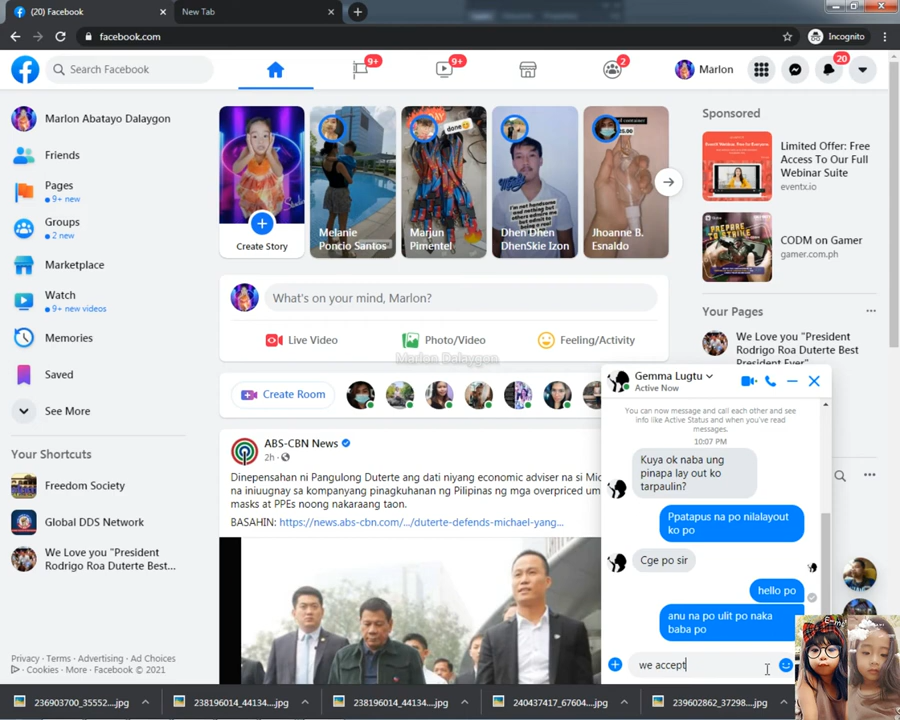 (20) Facebook
New Tab
facebook.com
Incognito
Search Facebook
9+
9+
2
Marlon
20
Marlon Abatayo Dalaygon
Friends
Pages
9+ new
Groups
2 new
Marketplace
Watch
9+ new videos
Memories
Saved
See More
Your Shortcuts
Freedom Society
Global DDS Network
We Love you "President
Rodrigo Roa Duterte Best...
Privacy · Terms · Advertising · Ad Choices
· Cookies · More · Facebook © 2021
Create Story
Melanie
Poncio Santos
done
Marjun
Pimentel
Dhen Dhen
DhenSkie Izon
Jhoanne B.
Esnaldo
What's on your mind, Marlon?
Live Video
Photo/Video
Feeling/Activity
Marlon Dalaygon
Create Room
ABS-CBN News
2h ·
Dinepensahan ni Pangulong Duterte ang dati niyang economic adviser na si Mic
na iniuugnay sa kompanyang pinagkuhanan ng Pilipinas ng mga overpriced um
masks at PPEs noong nakaraang taon.
BASAHIN: https://news.abs-cbn.com/.../duterte-defends-michael-yang...
Sponsored
Limited Offer: Free
Access To Our Full
Webinar Suite
eventx.io
PREPARE
TO STRIKE
CODM on Gamer
gamer.com.ph
Your Pages
We Love you "President
Rodrigo Roa Duterte Best
Gemma Lugtu
Active Now
You can now message and call each other and see
info like Active Status and when you've read
messages.
10:07 PM
Kuya ok naba ung
pinapa lay out ko
tarpaulin?
Ppatapus na po nilalayout
ko po
Cge po sir
hello po
anu na po ulit po naka
baba po
we accept
236903700_35552....jpg
238196014_44134....jpg
238196014_44134....jpg
240437417_67604....jpg
239602862_37298....jpg